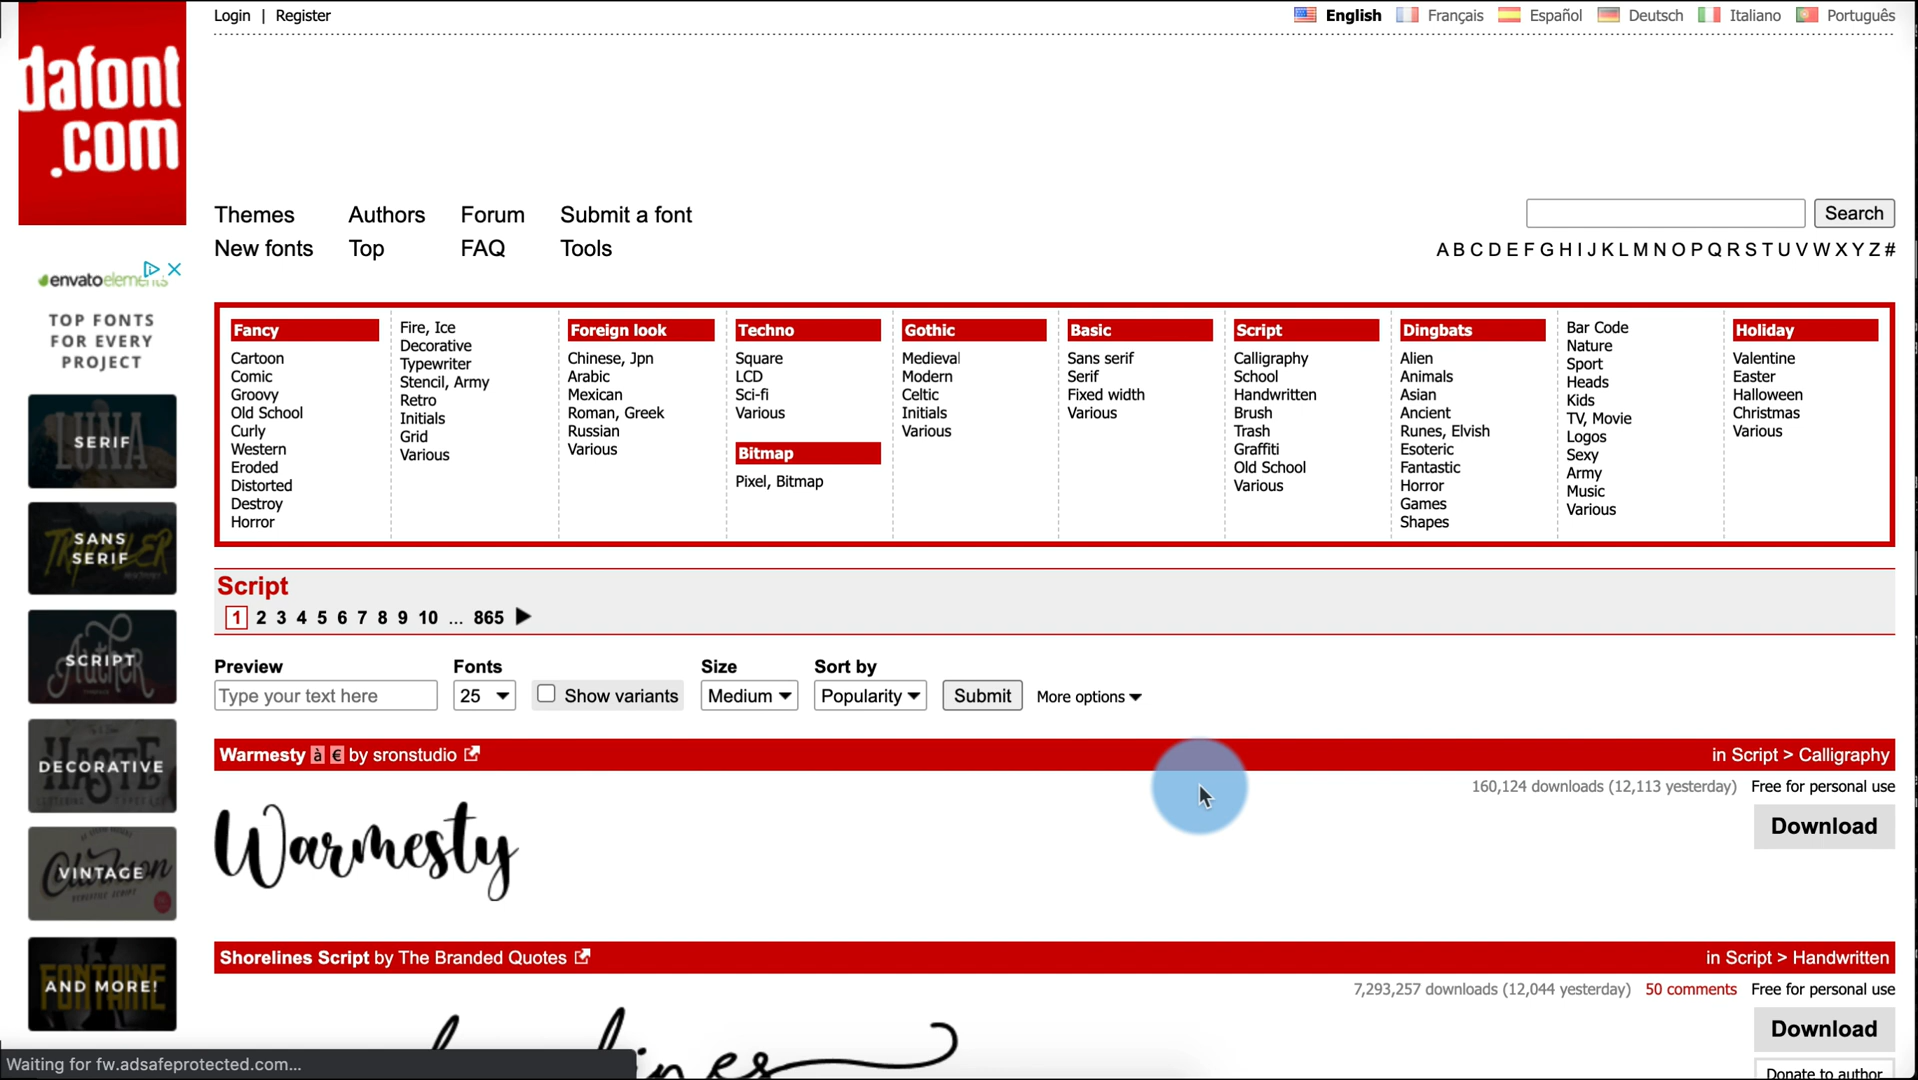 Login | Register
English Français Español Deutsch Italiano Português
dafont
.com
Themes Authors Forum Submit a font
New fonts Top FAQ Tools
Search
A B C D E F G H I J K L M N O P Q R S T U V W X Y Z #
envatoelements
TOP FONTS
FOR EVERY
PROJECT
SERIF
SANS
SERIF
SCRIPT
DECORATIVE
VINTAGE
AND MORE!
Fancy
Cartoon
Comic
Groovy
Old School
Curly
Western
Eroded
Distorted
Destroy
Horror
Fire, Ice
Decorative
Typewriter
Stencil, Army
Retro
Initials
Grid
Various
Foreign look
Chinese, Jpn
Arabic
Mexican
Roman, Greek
Russian
Various
Techno
Square
LCD
Sci-fi
Various
Bitmap
Pixel, Bitmap
Gothic
Medieval
Modern
Celtic
Initials
Various
Basic
Sans serif
Serif
Fixed width
Various
Script
Calligraphy
School
Handwritten
Brush
Trash
Graffiti
Old School
Various
Dingbats
Alien
Animals
Asian
Ancient
Runes, Elvish
Esoteric
Fantastic
Horror
Games
Shapes
Bar Code
Nature
Sport
Heads
Kids
TV, Movie
Logos
Sexy
Army
Music
Various
Holiday
Valentine
Easter
Halloween
Christmas
Various
Script
1 2 3 4 5 6 7 8 9 10 ... 865
Preview Fonts Size Sort by
Type your text here 25 Show variants Medium Popularity Submit More options
Warmesty à € by sronstudio in Script > Calligraphy
160,124 downloads (12,113 yesterday) Free for personal use
Download
Warmesty
Shorelines Script by The Branded Quotes in Script > Handwritten
7,293,257 downloads (12,044 yesterday) 50 comments Free for personal use
Download
Donate to author
Waiting for fw.adsafeprotected.com...